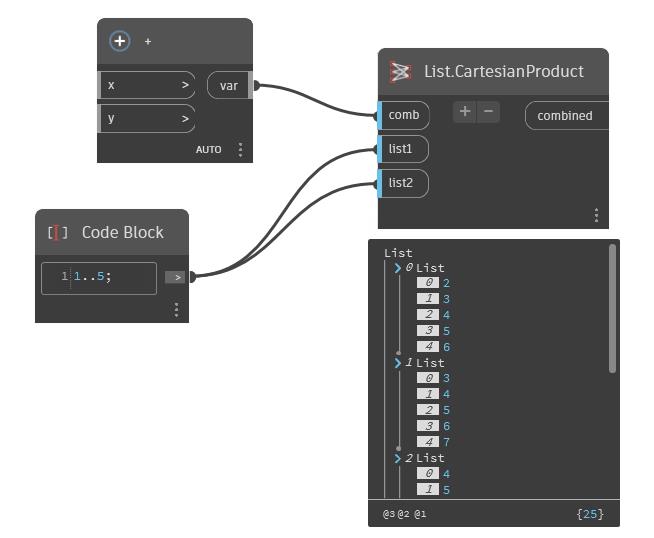 + +
x >
var
y >
AUTO
List.CartesianProduct
comb
+ −
combined
list1
list2
[I] Code Block
1 1..5;
>
List
0 List
0 2
1 3
2 4
3 5
4 6
1 List
0 3
1 4
2 5
3 6
4 7
2 List
0 4
1 5
@3 @2 @1
{25}